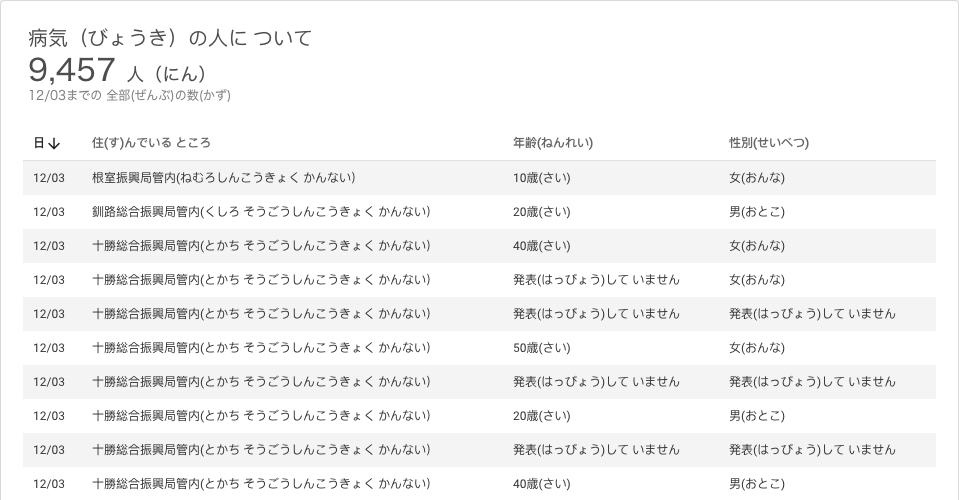 病気（びょうき）の人に ついて
9,457 人（にん）
12/03までの 全部(ぜんぶ)の数(かず)
日↓ 住(す)んでいる ところ 年齢(ねんれい) 性別(せいべつ)
12/03 根室振興局管内(ねむろしんこうきょく かんない) 10歳(さい) 女(おんな)
12/03 釧路総合振興局管内(くしろ そうごうしんこうきょく かんない) 20歳(さい) 男(おとこ)
12/03 十勝総合振興局管内(とかち そうごうしんこうきょく かんない) 40歳(さい) 女(おんな)
12/03 十勝総合振興局管内(とかち そうごうしんこうきょく かんない) 発表(はっぴょう)して いません 女(おんな)
12/03 十勝総合振興局管内(とかち そうごうしんこうきょく かんない) 発表(はっぴょう)して いません 発表(はっぴょう)して いません
12/03 十勝総合振興局管内(とかち そうごうしんこうきょく かんない) 50歳(さい) 女(おんな)
12/03 十勝総合振興局管内(とかち そうごうしんこうきょく かんない) 発表(はっぴょう)して いません 発表(はっぴょう)して いません
12/03 十勝総合振興局管内(とかち そうごうしんこうきょく かんない) 20歳(さい) 男(おとこ)
12/03 十勝総合振興局管内(とかち そうごうしんこうきょく かんない) 発表(はっぴょう)して いません 発表(はっぴょう)して いません
12/03 十勝総合振興局管内(とかち そうごうしんこうきょく かんない) 40歳(さい) 男(おとこ)